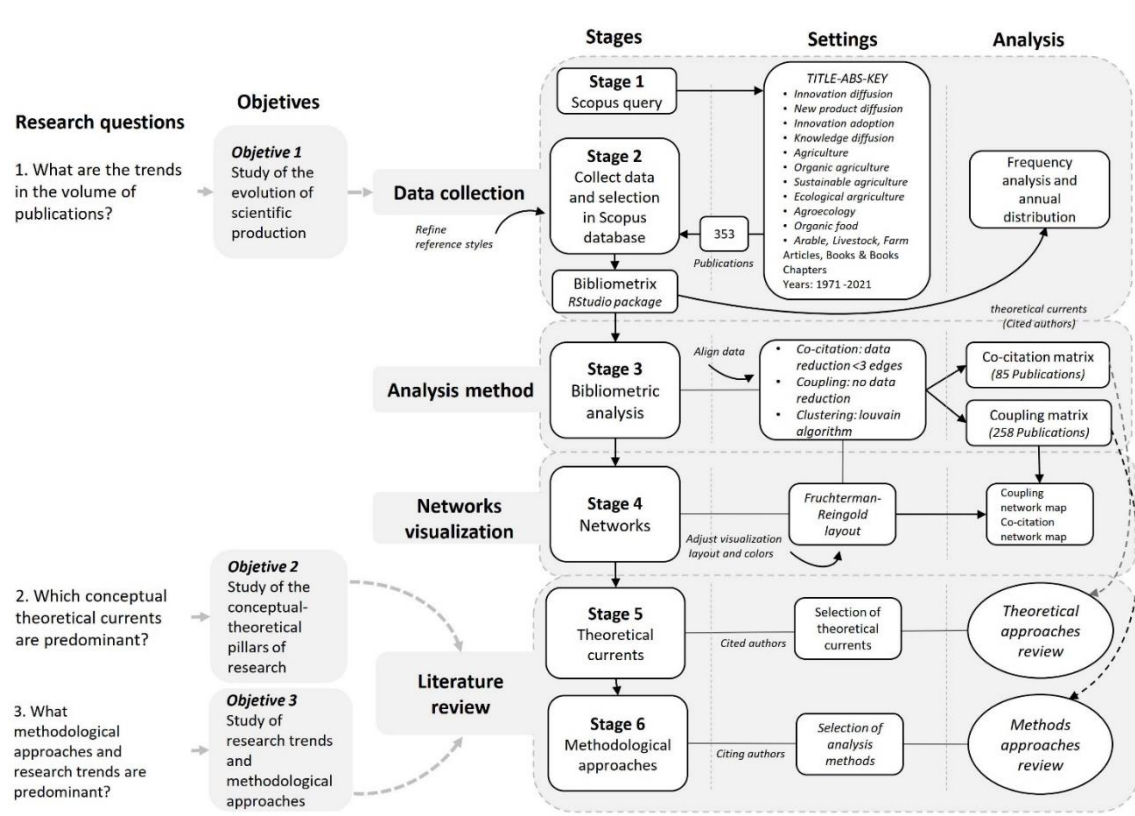 Stages
Settings
Analysis
Objetives
Research questions
1. What are the trends
in the volume of
publications?
Objetive 1
Study of the
evolution of
scientific
production
Data collection
Refine
reference styles
Stage 1
Scopus query
Stage 2
Collect data
and selection
in Scopus
database
Bibliometrix
RStudio package
353
Publications
TITLE-ABS-KEY
• Innovation diffusion
• New product diffusion
• Innovation adoption
• Knowledge diffusion
• Agriculture
• Organic agriculture
• Sustainable agriculture
• Ecological argriculture
• Agroecology
• Organic food
• Arable, Livestock, Farm
Articles, Books & Books
Chapters
Years: 1971 -2021
Frequency
analysis and
annual
distribution
theoretical currents
(Cited authors)
Analysis method
Stage 3
Bibliometric
analysis
Align data
• Co-citation: data
reduction <3 edges
• Coupling: no data
reduction
• Clustering: louvain
algorithm
Co-citation matrix
(85 Publications)
Coupling matrix
(258 Publications)
Networks
visualization
Stage 4
Networks
Adjust visualization
layout and colors
Fruchterman-
Reingold
layout
Coupling
network map
Co-citation
network map
2. Which conceptual
theoretical currents
are predominant?
Objetive 2
Study of the
conceptual-
theoretical
pillars of
research
3. What
methodological
approaches and
research trends are
predominant?
Objetive 3
Study of
research trends
and
methodological
approaches
Literature
review
Stage 5
Theoretical
currents
Cited authors
Selection of
theoretical
currents
Theoretical
approaches
review
Stage 6
Methodological
approaches
Citing authors
Selection of
analysis
methods
Methods
approaches
review